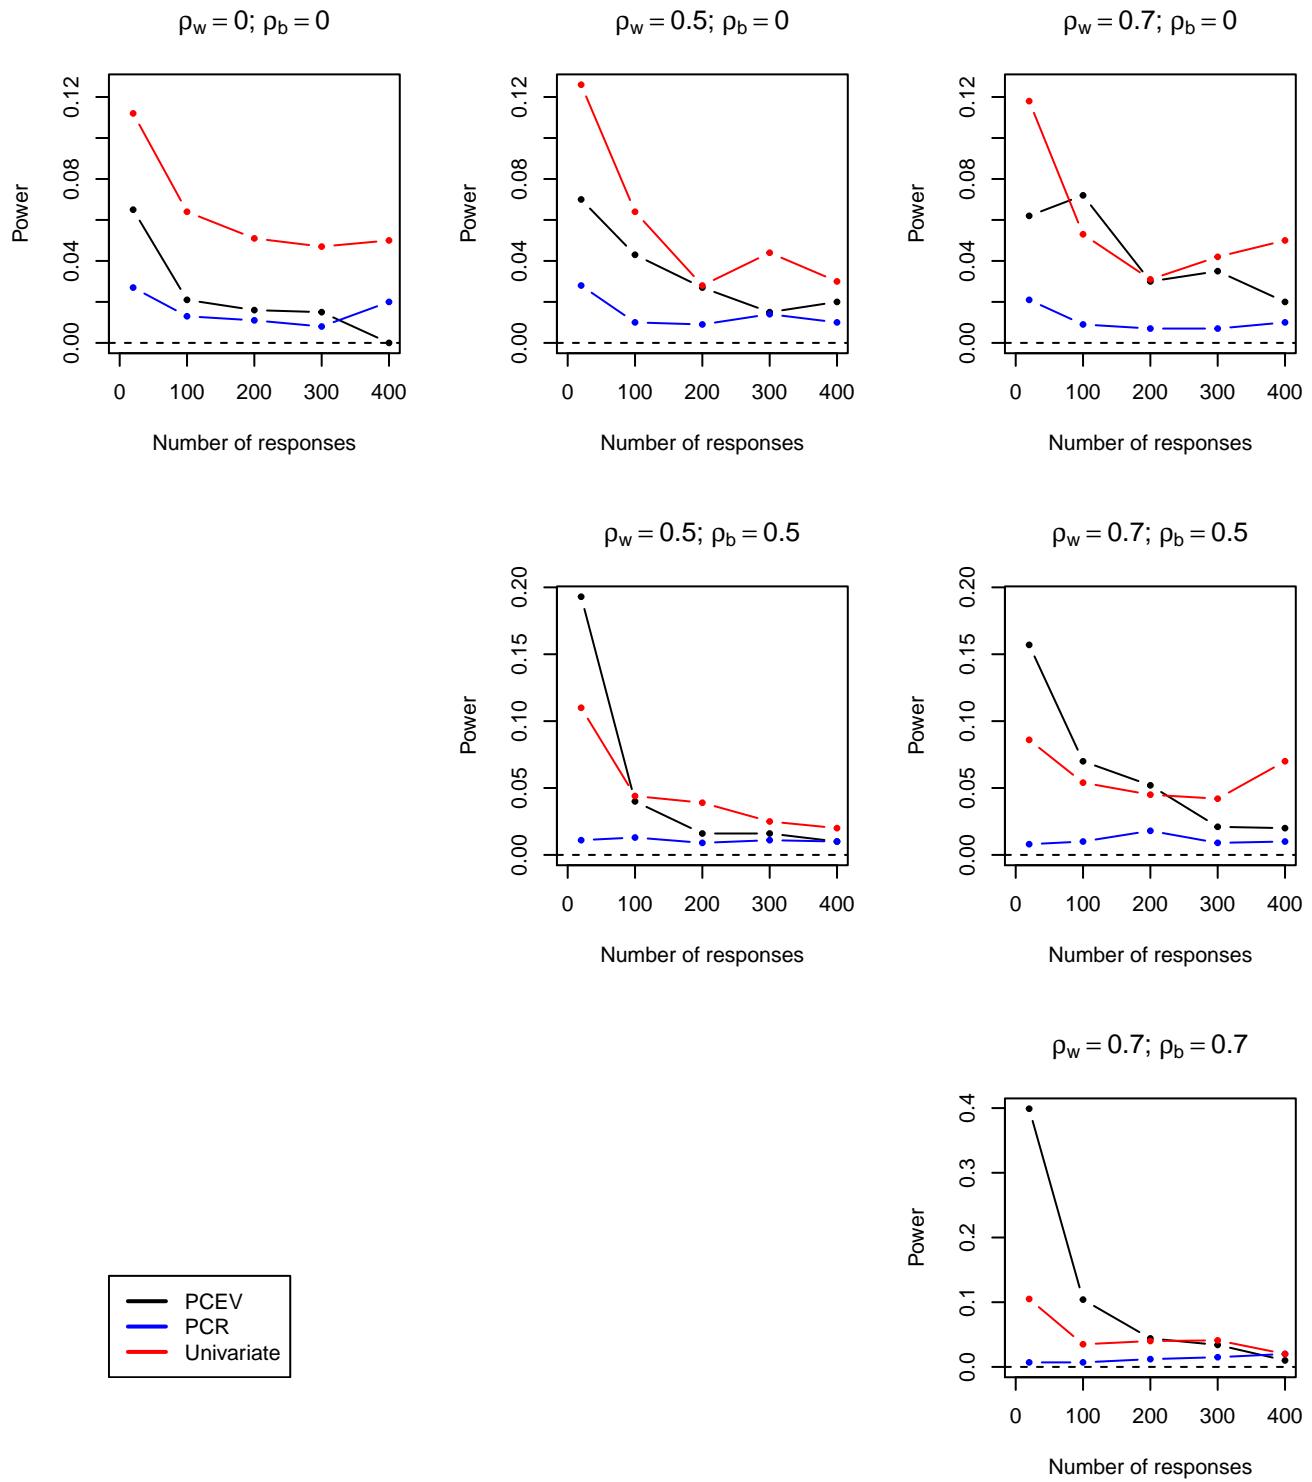 ρw = 0; ρb = 0
Power
0.00
0.04
0.08
0.12
0 100 200 300 400
Number of responses
ρw = 0.5; ρb = 0
Power
0.00
0.04
0.08
0.12
0 100 200 300 400
Number of responses
ρw = 0.7; ρb = 0
Power
0.00
0.04
0.08
0.12
0 100 200 300 400
Number of responses
ρw = 0.5; ρb = 0.5
Power
0.00
0.05
0.10
0.15
0.20
0 100 200 300 400
Number of responses
ρw = 0.7; ρb = 0.5
Power
0.00
0.05
0.10
0.15
0.20
0 100 200 300 400
Number of responses
ρw = 0.7; ρb = 0.7
Power
0.0
0.1
0.2
0.3
0.4
0 100 200 300 400
Number of responses
PCEV
PCR
Univariate